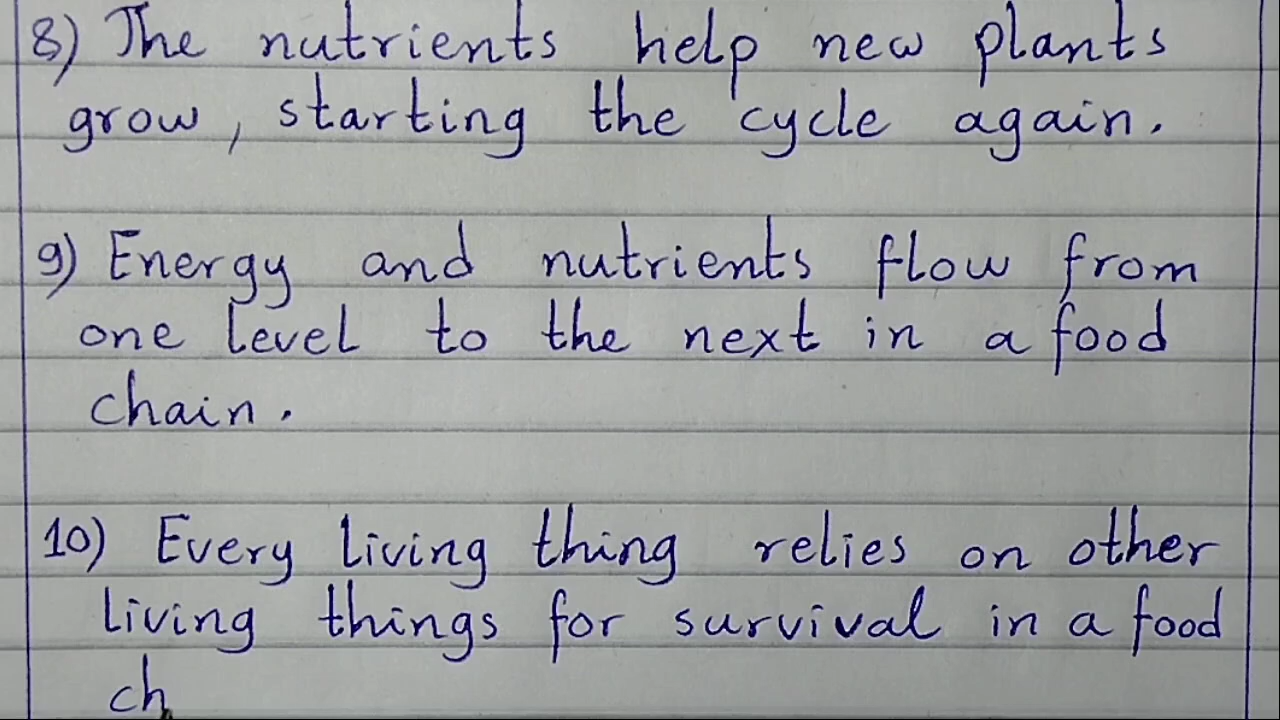 8) The nutrients help new plants
grow, starting the cycle again.
9) Energy and nutrients flow from
one level to the next in a food
chain.
10) Every living thing relies on other
living things for survival in a food
ch